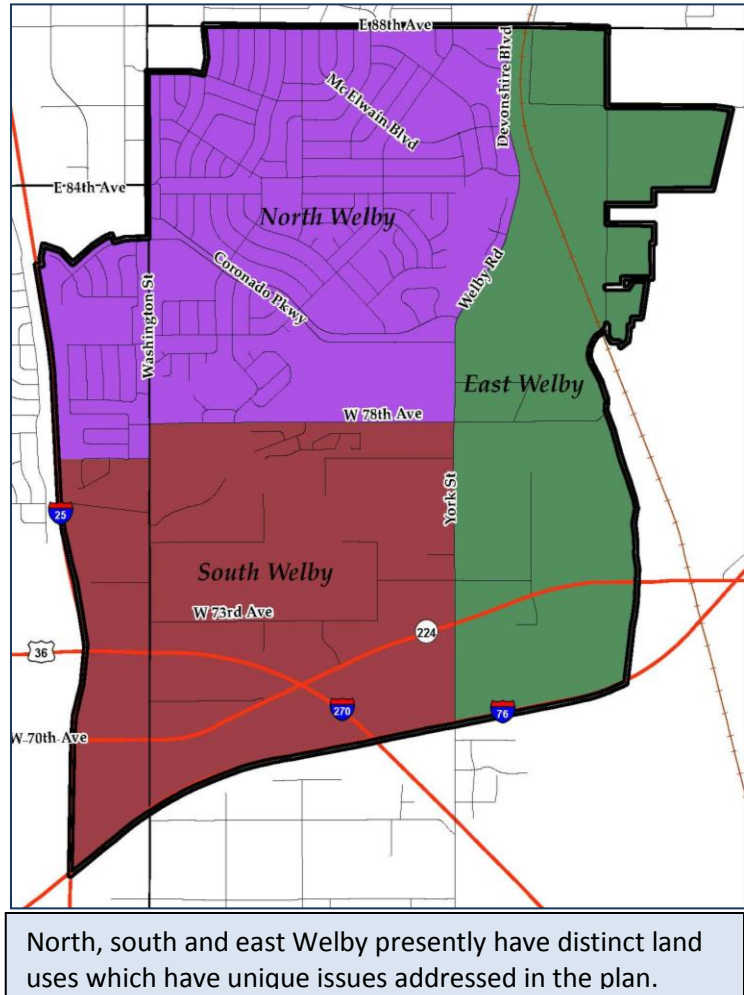 E 88th Ave
Devonshire Blvd
Mc Elwain Blvd
E 84th Ave
North Welby
Coronado Pkwy
Welby Rd
Washington St
East Welby
W 78th Ave
York St
25
South Welby
W 73rd Ave
224
36
270
76
W 70th Ave
North, south and east Welby presently have distinct land
uses which have unique issues addressed in the plan.